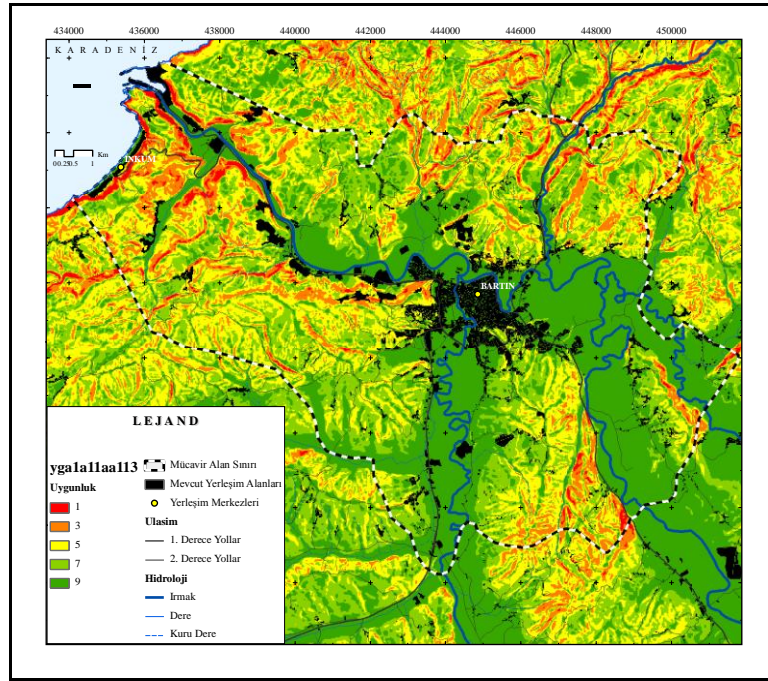 434000 436000 438000 440000 442000 444000 446000 448000 450000
KARADENİZ
0 0.25 0.5 1 Km
İNKUM
BARTIN
LEJAND
yga1a11aa113
Uygunluk
1
3
5
7
9
Mücavir Alan Sınırı
Mevcut Yerleşim Alanları
Yerleşim Merkezleri
Ulasim
1. Derece Yollar
2. Derece Yollar
Hidroloji
Irmak
Dere
Kuru Dere